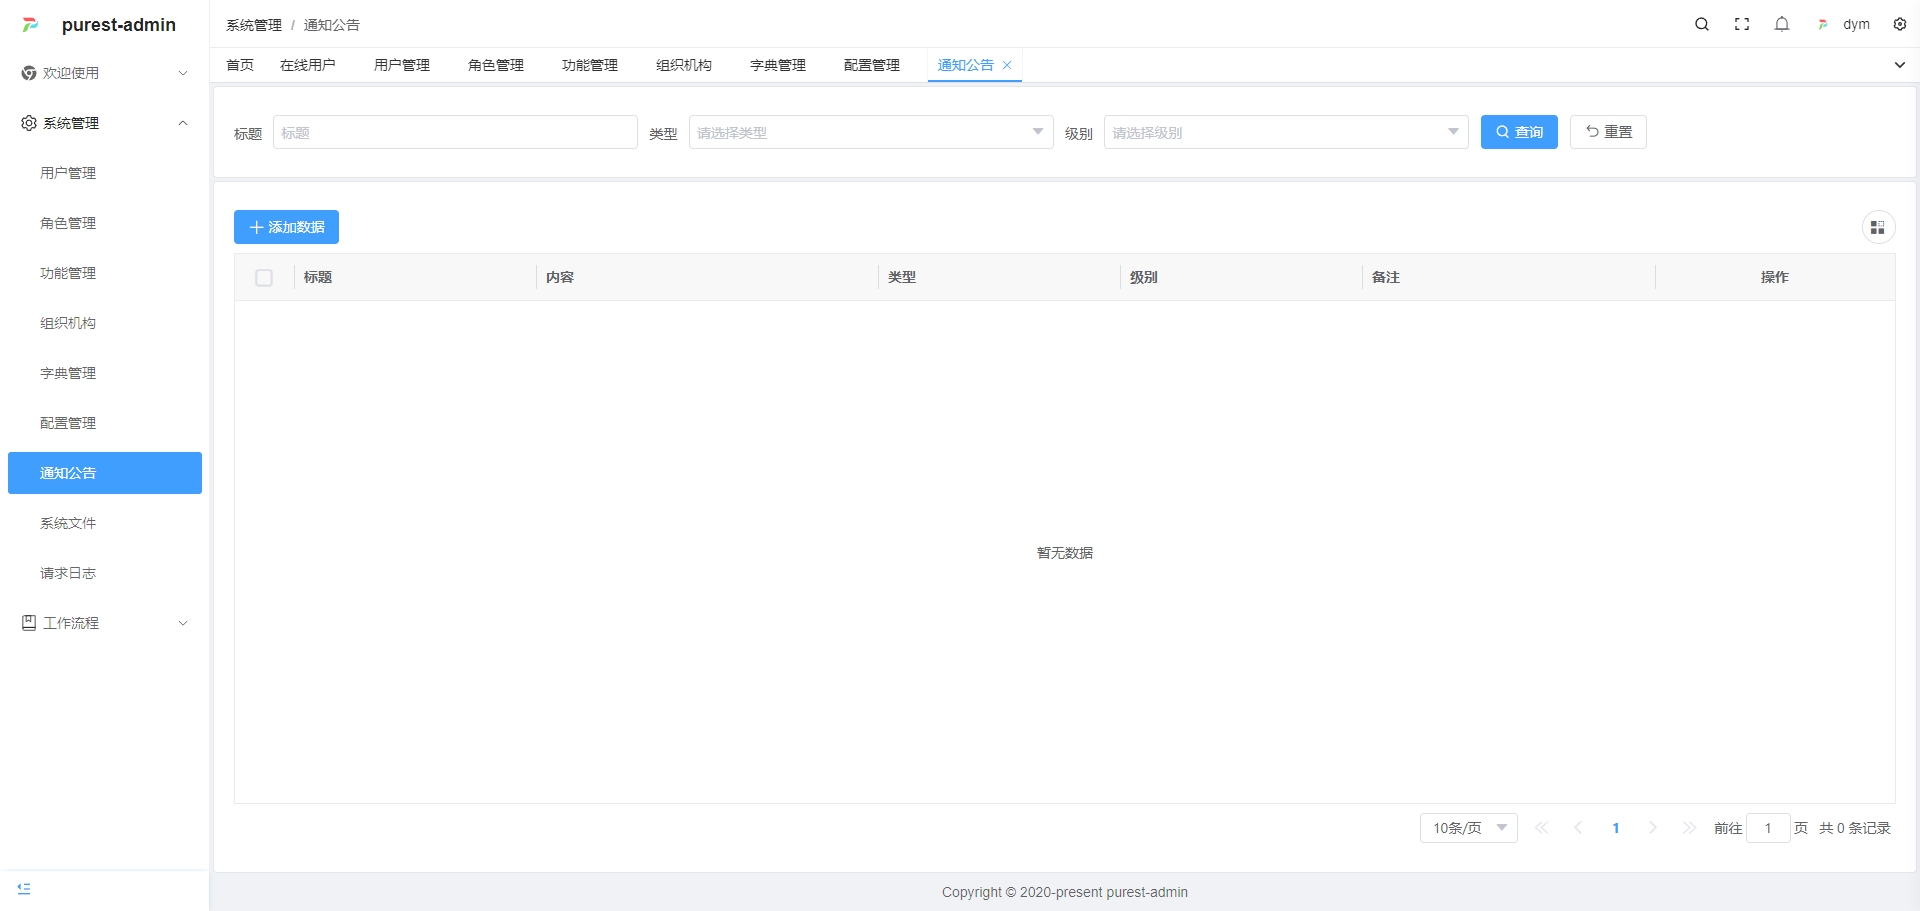 purest-admin
欢迎使用
系统管理
用户管理
角色管理
功能管理
组织机构
字典管理
配置管理
通知公告
系统文件
请求日志
工作流程
系统管理 / 通知公告
dym
首页 在线用户 用户管理 角色管理 功能管理 组织机构 字典管理 配置管理 通知公告
标题 标题 类型 请选择类型 级别 请选择级别 查询 重置
添加数据
标题 内容 类型 级别 备注 操作
暂无数据
10条/页 1 前往 1 页 共 0 条记录
Copyright © 2020-present purest-admin